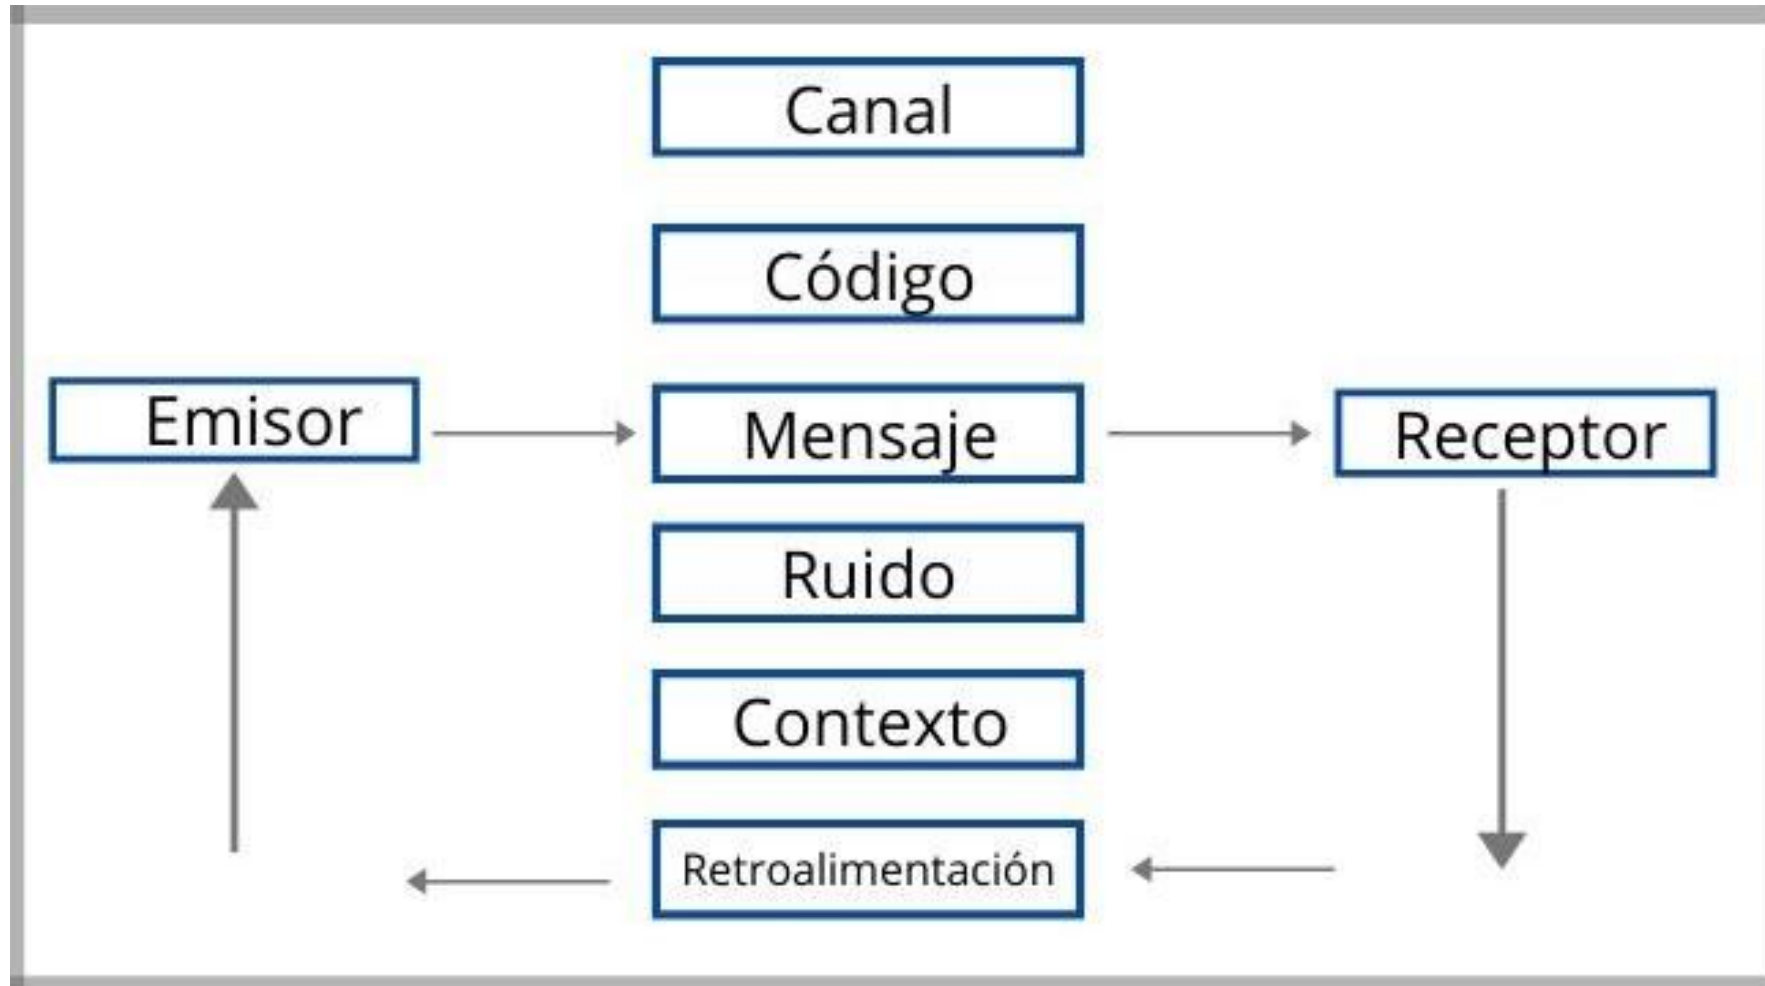 Canal
Código
Emisor
Mensaje
Receptor
Ruido
Contexto
Retroalimentación